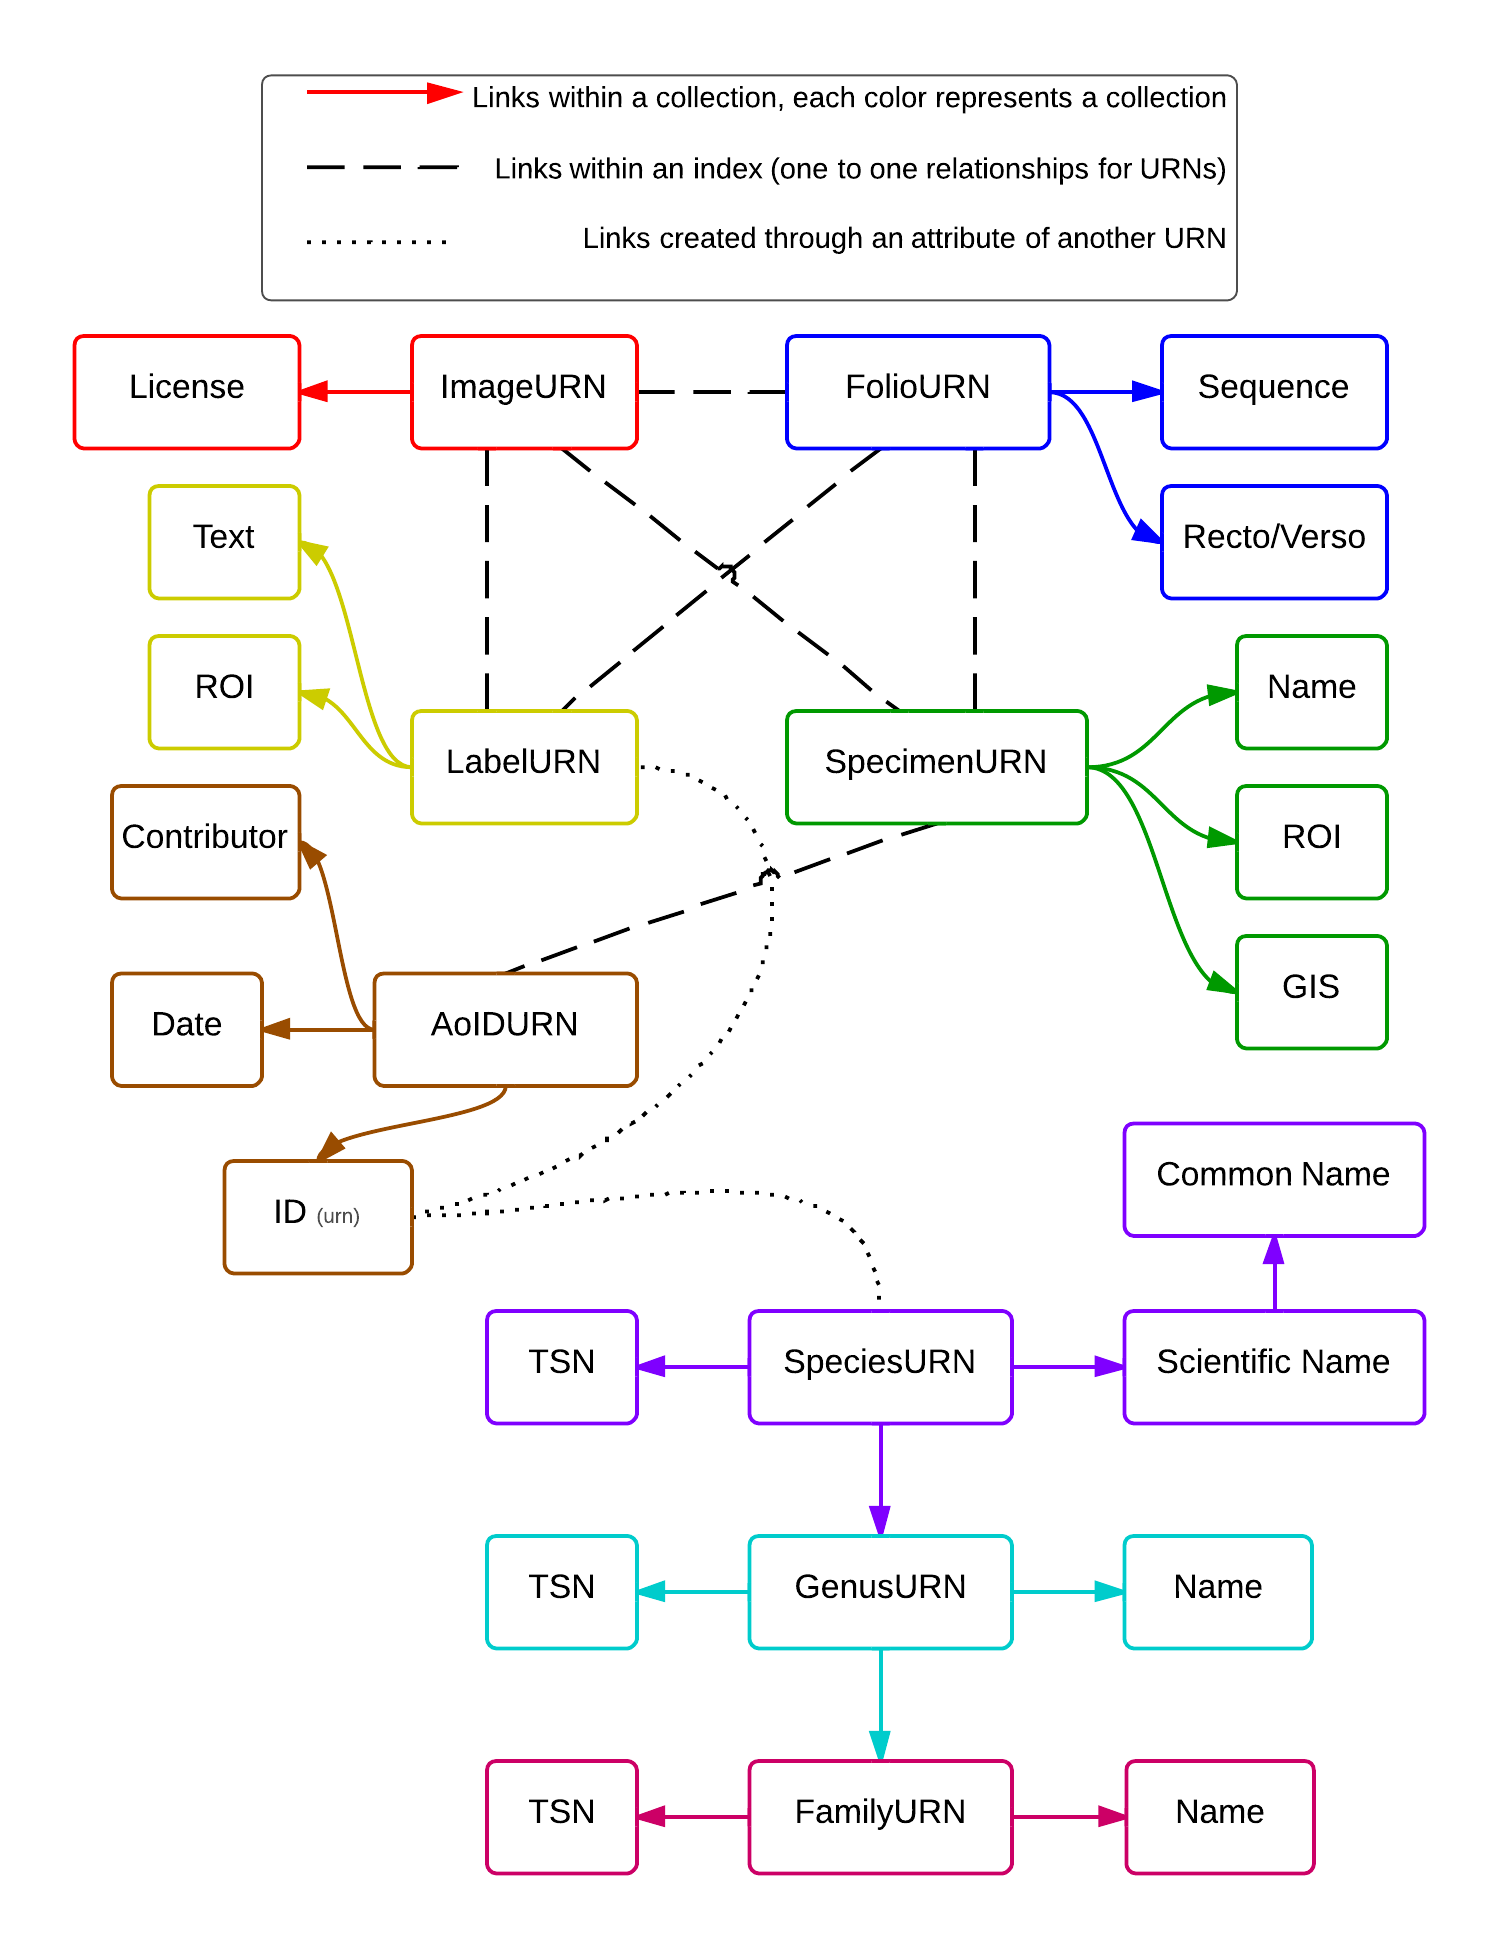 Links within a collection, each color represents a collection
Links within an index (one to one relationships for URNs)
Links created through an attribute of another URN
License
ImageURN
FolioURN
Sequence
Text
Recto/Verso
ROI
Name
LabelURN
SpecimenURN
Contributor
ROI
GIS
Date
AoIDURN
Common Name
ID (urn)
TSN
SpeciesURN
Scientific Name
TSN
GenusURN
Name
TSN
FamilyURN
Name